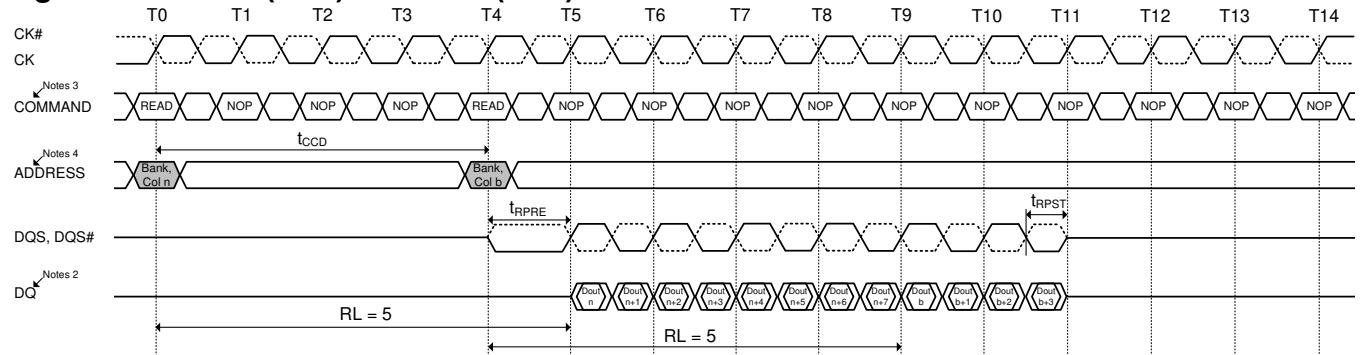 T0 T1 T2 T3 T4 T5 T6 T7 T8 T9 T10 T11 T12 T13 T14
CK#
CK
Notes 3
COMMAND READ NOP NOP NOP READ NOP NOP NOP NOP NOP NOP NOP NOP NOP NOP
tCCD
Notes 4
ADDRESS
Bank, Col n
Bank, Col b
tRPRE
tRPST
DQS, DQS#
Notes 2
DQ
Dout n
Dout n+1
Dout n+2
Dout n+3
Dout n+4
Dout n+5
Dout n+6
Dout n+7
Dout b
Dout b+1
Dout b+2
Dout b+3
RL = 5
RL = 5